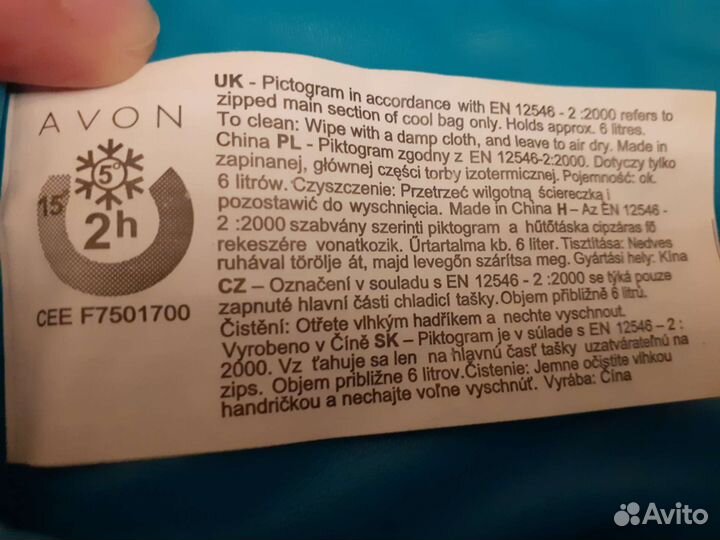 AVON
5°
15°
2h
CEE F7501700
UK - Pictogram in accordance with EN 12546 - 2 :2000 refers to
zipped main section of cool bag only. Holds approx. 6 litres.
To clean: Wipe with a damp cloth, and leave to air dry. Made in
China PL - Piktogram zgodny z EN 12546-2:2000. Dotyczy tylko
zapinanej, głównej części torby izotermicznej. Pojemność: ok.
6 litrów. Czyszczenie: Przetrzeć wilgotną ściereczką i
pozostawić do wyschnięcia. Made in China H – Az EN 12546 -
2 :2000 szabvány szerinti piktogram a hűtőtáska cipzáras fő
rekeszére vonatkozik. Űrtartalma kb. 6 liter. Tisztítása: Nedves
ruhával törölje át, majd levegőn szárítsa meg. Gyártási hely: Kína
CZ – Označení v souladu s EN 12546 - 2 :2000 se týká pouze
zapnuté hlavní části chladicí tašky. Objem přibližně 6 litrů.
Čistění: Otřete vlhkým hadříkem a nechte vyschnout.
Vyrobeno v Číně SK – Piktogram je v súlade s EN 12546 – 2 :
2000. Vz ťahuje sa len na hlavnú časť tašky uzatvárateľnú na
zips. Objem približne 6 litrov.Čistenie: Jemne očistite vlhkou
handričkou a nechajte voľne vyschnúť. Výrába: Čína
Avito